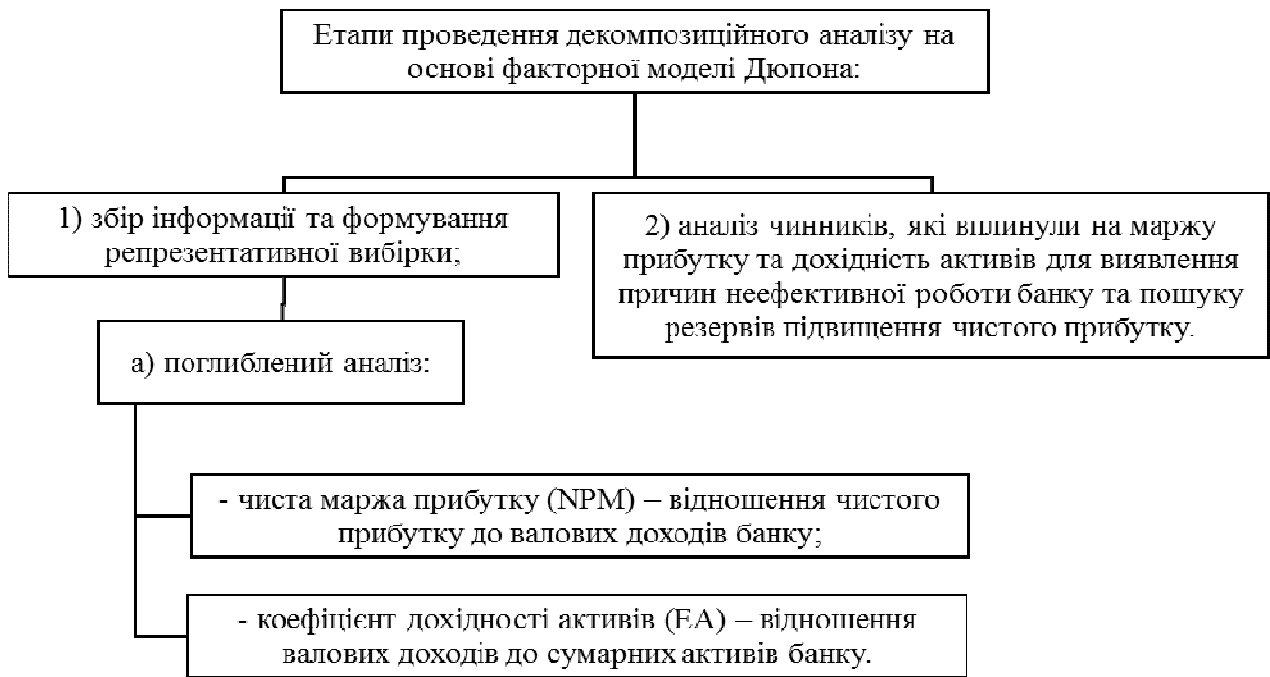 Етапи проведення декомпозиційного аналізу на
основі факторної моделі Дюпона:
1) збір інформації та формування
репрезентативної вибірки;
2) аналіз чинників, які вплинули на маржу
прибутку та дохідність активів для виявлення
причин неефективної роботи банку та пошуку
резервів підвищення чистого прибутку.
а) поглиблений аналіз:
- чиста маржа прибутку (NPM) – відношення чистого
прибутку до валових доходів банку;
- коефіцієнт дохідності активів (ЕА) – відношення
валових доходів до сумарних активів банку.